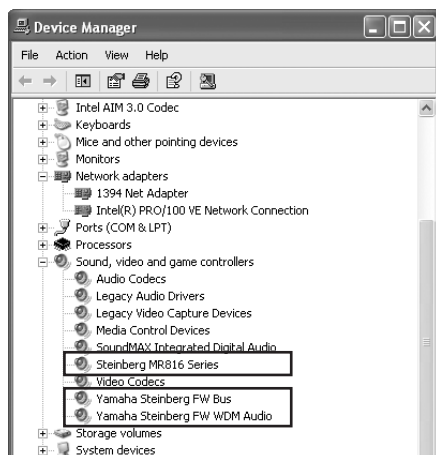 Device Manager
File Action View Help
Intel AIM 3.0 Codec
Keyboards
Mice and other pointing devices
Monitors
Network adapters
1394 Net Adapter
Intel(R) PRO/100 VE Network Connection
Ports (COM & LPT)
Processors
Sound, video and game controllers
Audio Codecs
Legacy Audio Drivers
Legacy Video Capture Devices
Media Control Devices
SoundMAX Integrated Digital Audio
Steinberg MR816 Series
Video Codecs
Yamaha Steinberg FW Bus
Yamaha Steinberg FW WDM Audio
Storage volumes
System devices